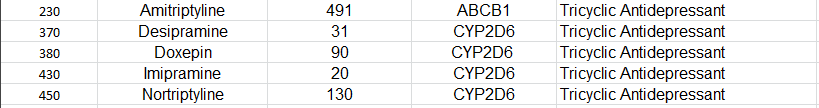 230 Amitriptyline 491 ABCB1 Tricyclic Antidepressant
370 Desipramine 31 CYP2D6 Tricyclic Antidepressant
380 Doxepin 90 CYP2D6 Tricyclic Antidepressant
430 Imipramine 20 CYP2D6 Tricyclic Antidepressant
450 Nortriptyline 130 CYP2D6 Tricyclic Antidepressant